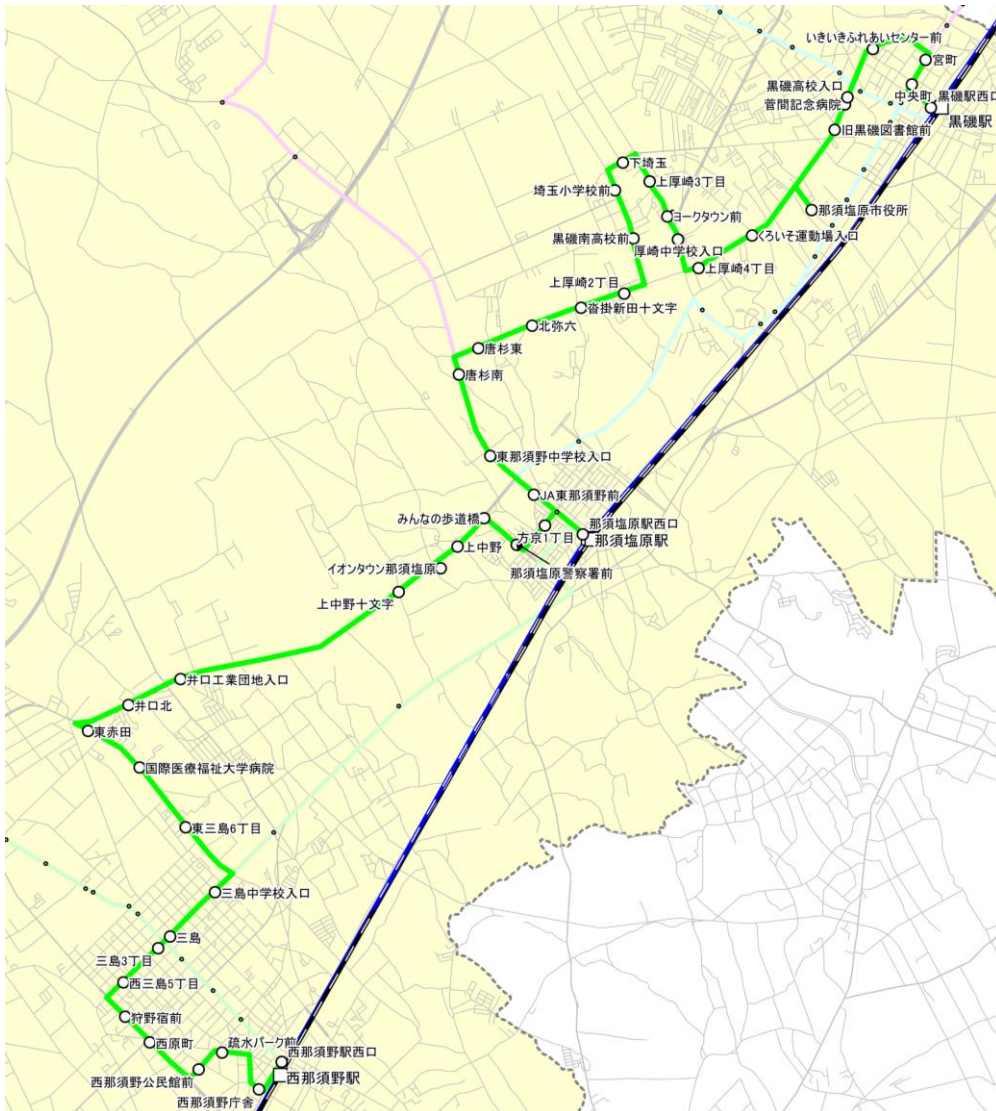 いきいきふれあいセンター前
宮町
黒磯高校入口
中央町
黒磯駅西口
菅間記念病院
黒磯駅
旧黒磯図書館前
下埼玉
上厚崎3丁目
埼玉小学校前
那須塩原市役所
ヨークタウン前
くろいそ運動場入口
黒磯南高校前
厚崎中学校入口
上厚崎4丁目
上厚崎2丁目
沓掛新田十文字
北弥六
唐杉東
唐杉南
東那須野中学校入口
JA東那須野前
みんなの歩道橋
那須塩原駅西口
方京1丁目
那須塩原駅
上中野
イオンタウン那須塩原
那須塩原警察署前
上中野十文字
井口工業団地入口
井口北
東赤田
国際医療福祉大学病院
東三島6丁目
三島中学校入口
三島
三島3丁目
西三島5丁目
狩野宿前
西原町
疏水パーク前
西那須野駅西口
西那須野公民館前
西那須野駅
西那須野庁舎